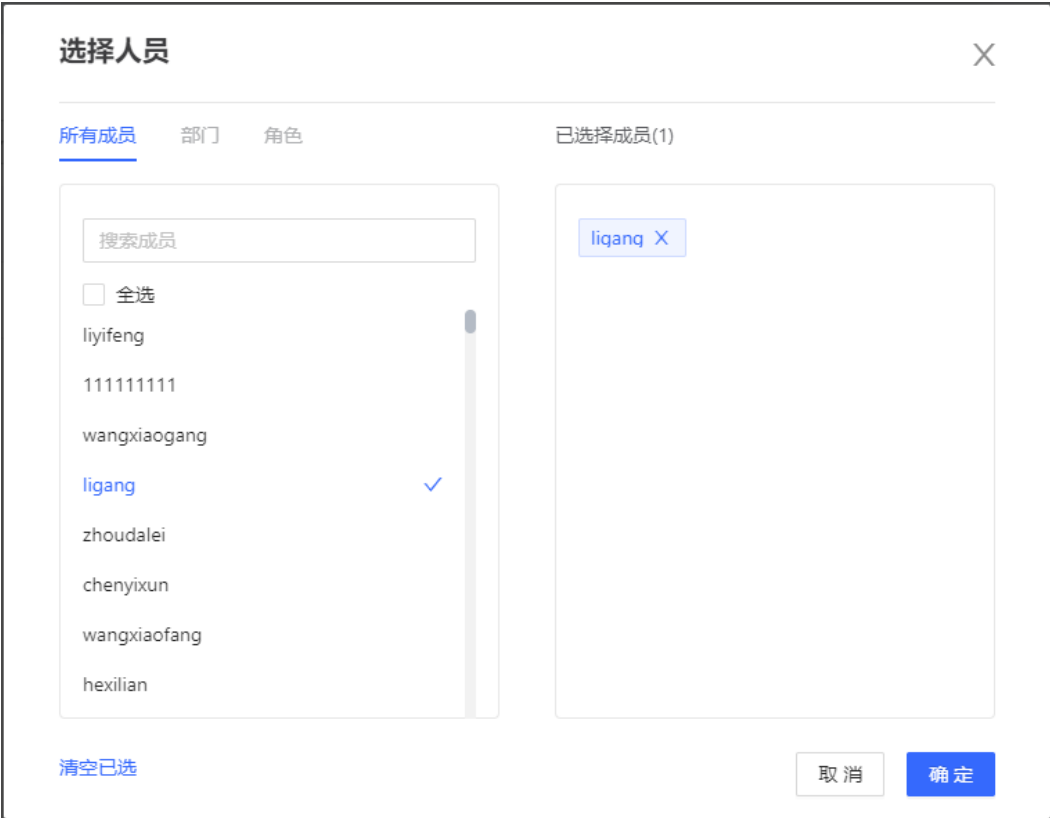 选择人员
X
所有成员 部门 角色
已选择成员(1)
搜索成员
全选
liyifeng
111111111
wangxiaogang
ligang
zhoudalei
chenyixun
wangxiaofang
hexilian
ligang X
清空已选
取消 确定